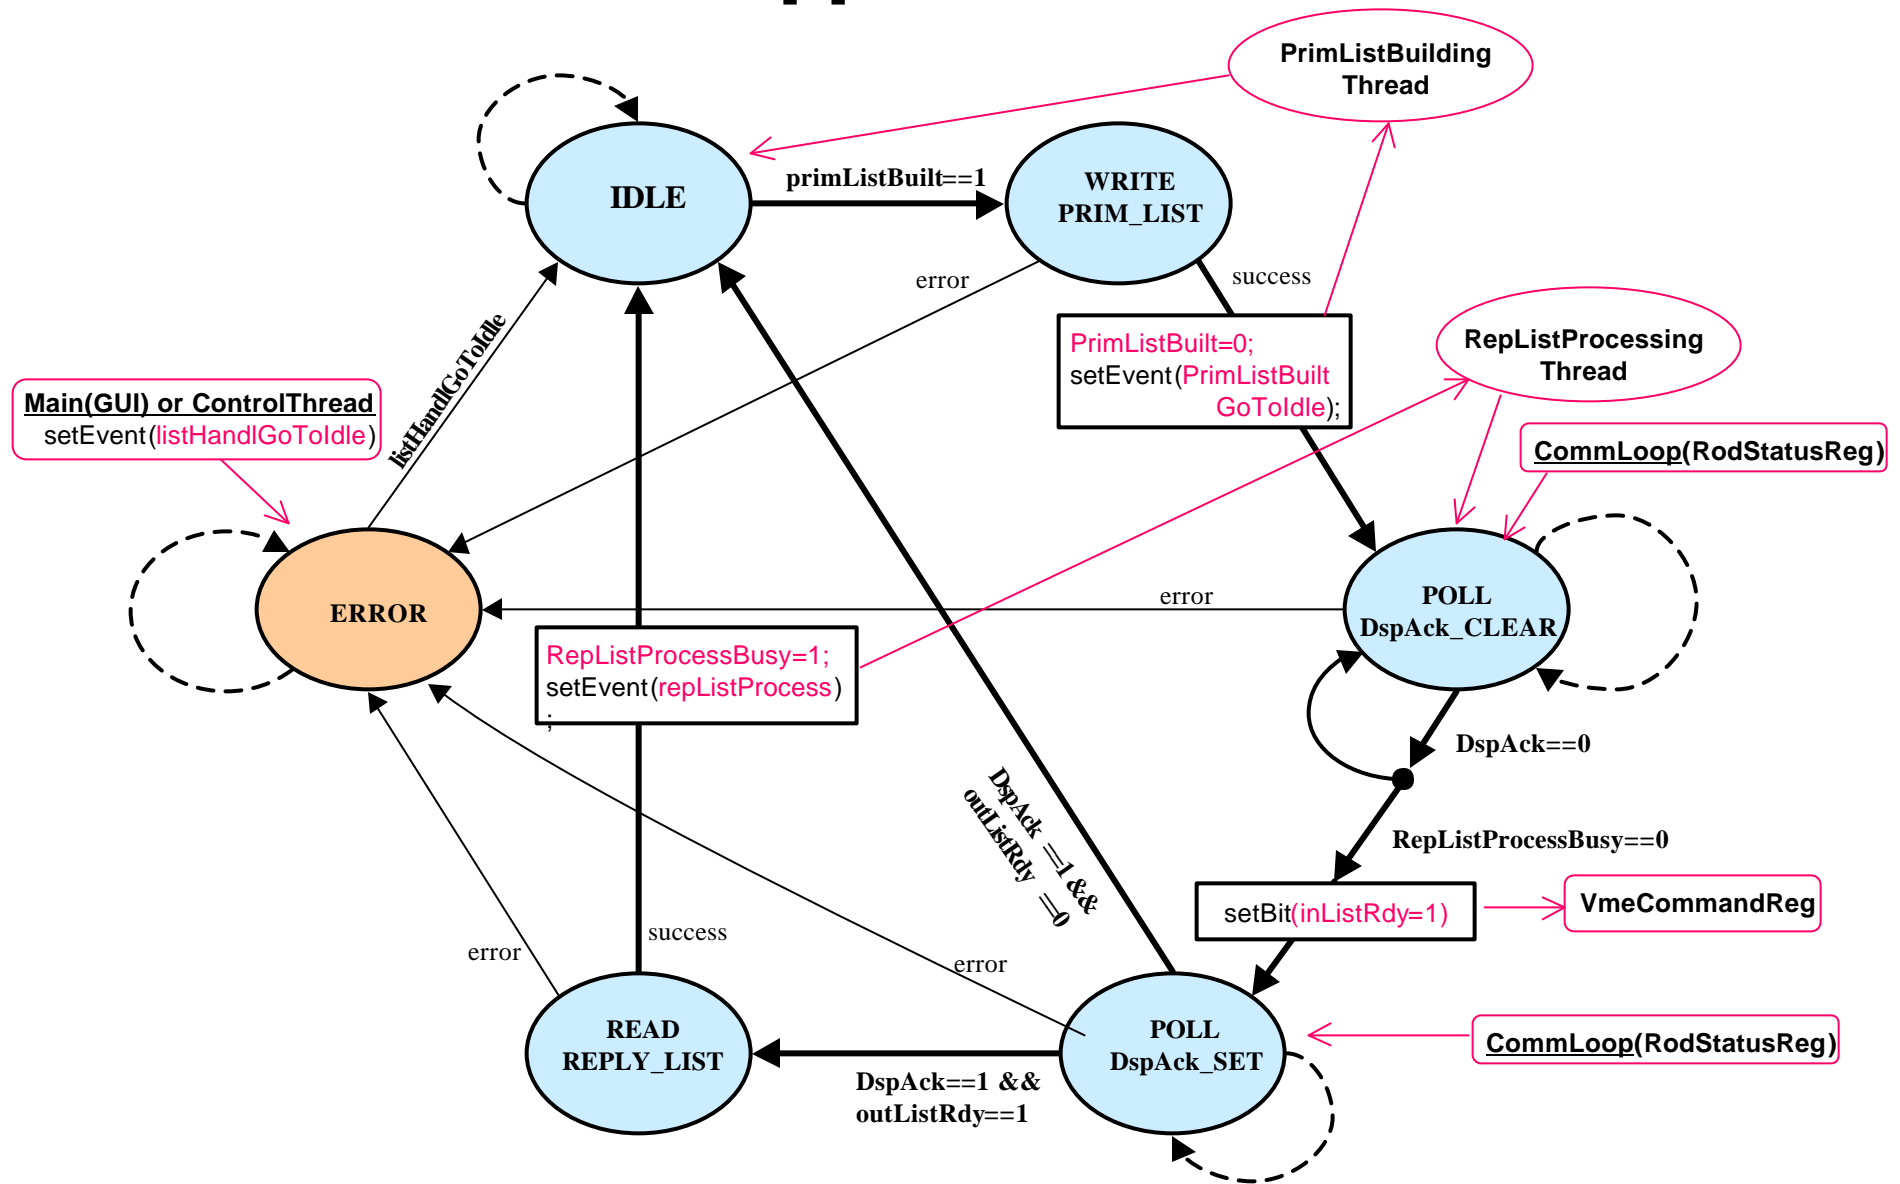 PrimListBuilding
Thread
IDLE
primListBuilt==1
WRITE
PRIM_LIST
error
success
PrimListBuilt=0;
setEvent(PrimListBuilt
GoToIdle);
RepListProcessing
Thread
listHandlGoToIdle
Main(GUI) or ControlThread
setEvent(listHandlGoToIdle)
CommLoop(RodStatusReg)
ERROR
error
POLL
DspAck_CLEAR
RepListProcessBusy=1;
setEvent(repListProcess)
;
DspAck==0
DspAck ==1 &&
outListRdy ==0
RepListProcessBusy==0
setBit(inListRdy=1)
VmeCommandReg
success
error
error
READ
REPLY_LIST
POLL
DspAck_SET
CommLoop(RodStatusReg)
DspAck==1 &&
outListRdy==1